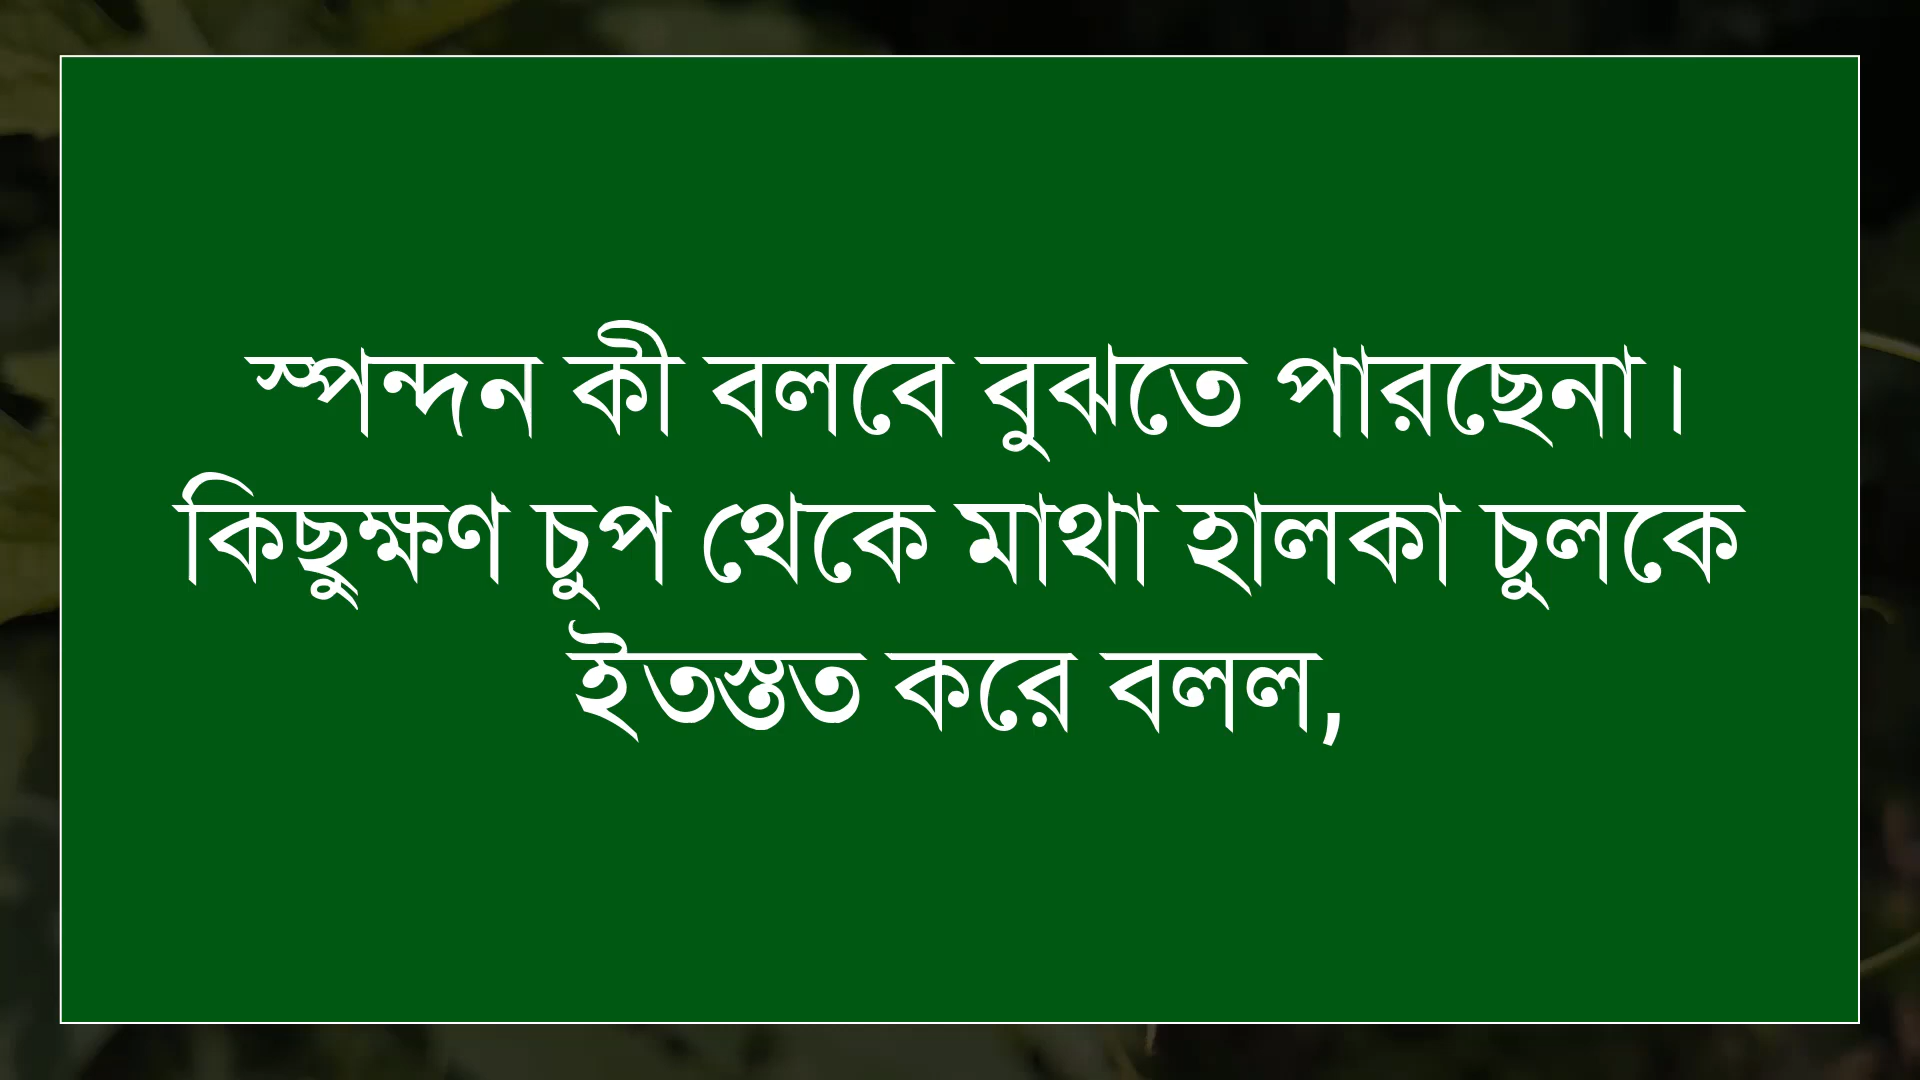 স্পন্দন কী বলবে বুঝতে পারছেনা।
কিছুক্ষণ চুপ থেকে মাথা হালকা চুলকে
ইতস্তত করে বলল,